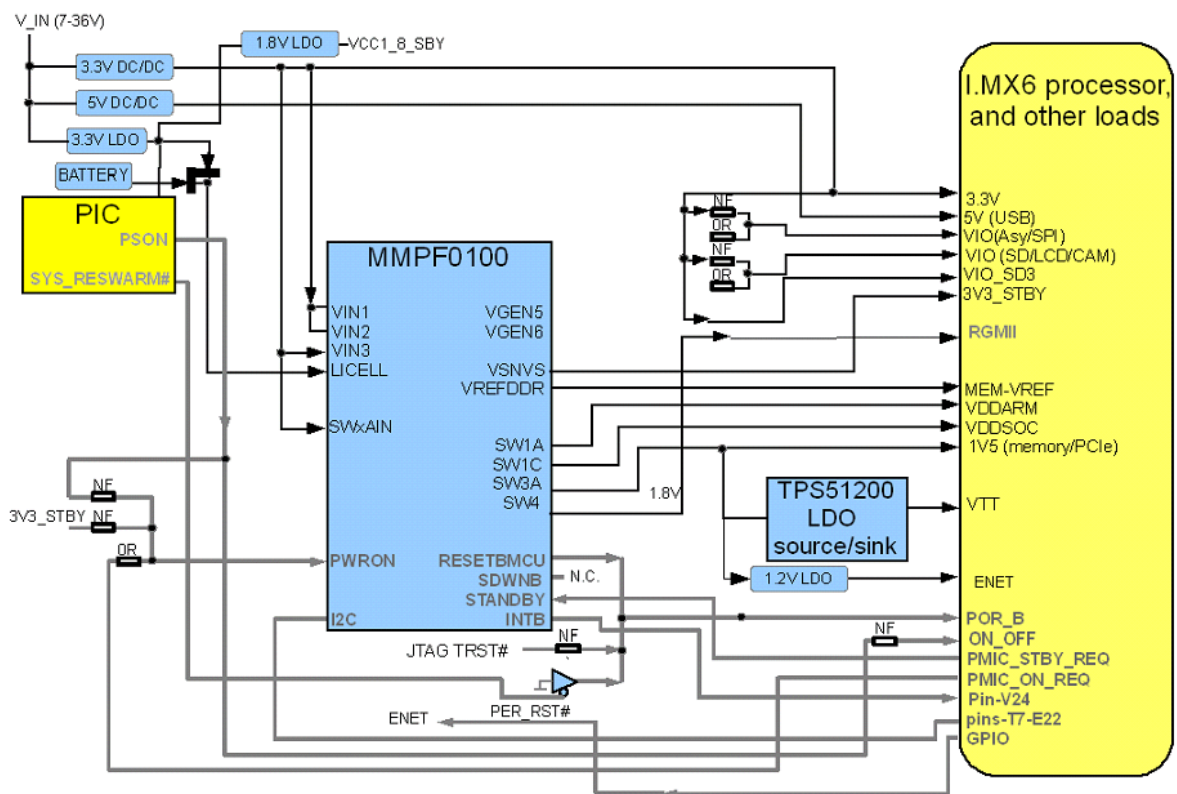 V_IN (7-36V)
1.8V LDO
VCC1_8_SBY
3.3V DC/DC
5V DC/DC
3.3V LDO
BATTERY
PIC
PSON
SYS_RESWARM#
I.MX6 processor,
and other loads
MMPF0100
VIN1
VIN2
VIN3
LICELL
SWxAIN
PWRON
I2C
VGEN5
VGEN6
VSNVS
VREFDDR
SW1A
SW1C
SW3A
SW4
RESETBMCU
SDWNB
STANDBY
INTB
N.C.
1.8V
NF
0R
NF
0R
3.3V
5V (USB)
VIO(Asy/SPI)
VIO (SD/LCD/CAM)
VIO_SD3
3V3_STBY
RGMII
MEM-VREF
VDDARM
VDDSOC
1V5 (memory/PCIe)
TPS51200
LDO
source/sink
VTT
1.2V LDO
ENET
POR_B
ON_OFF
PMIC_STBY_REQ
PMIC_ON_REQ
Pin-V24
pins-T7-E22
GPIO
NF
NF
3V3_STBY
NF
0R
JTAG TRST#
NF
PER_RST#
ENET